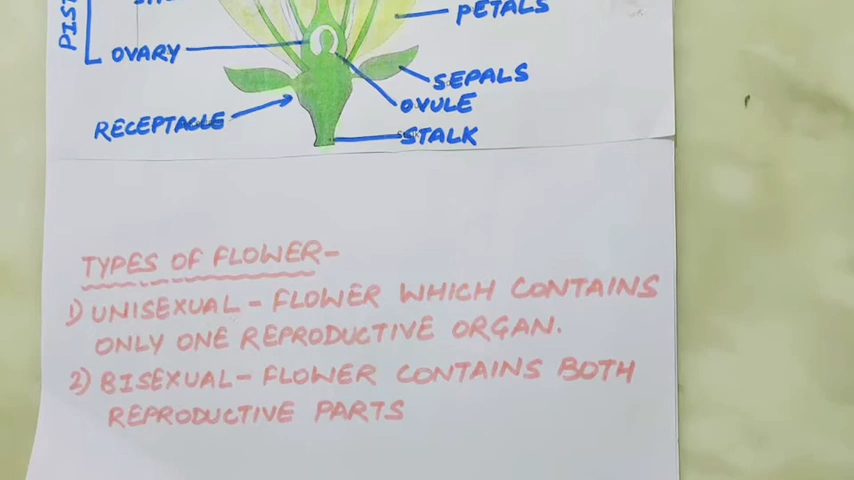 PIST
PETALS
OVARY
SEPALS
OVULE
RECEPTACLE
STALK
TYPES OF FLOWER-
1) UNISEXUAL - FLOWER WHICH CONTAINS
ONLY ONE REPRODUCTIVE ORGAN.
2) BISEXUAL - FLOWER CONTAINS BOTH
REPRODUCTIVE PARTS